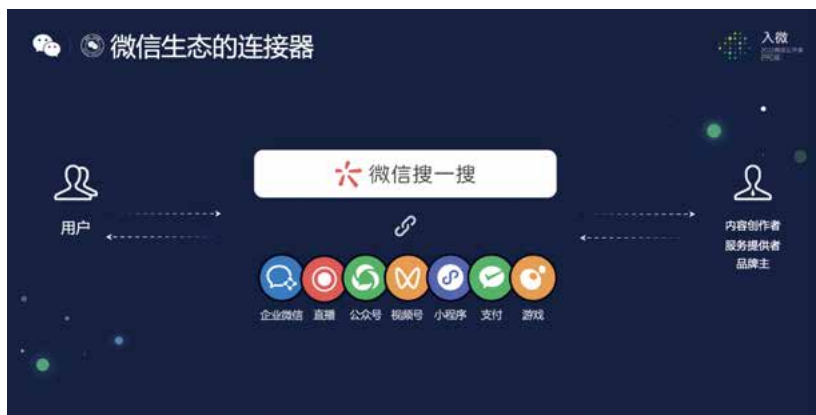 微信生态的连接器
入微
微信搜一搜
用户
内容创作者
服务提供者
品牌主
企业微信 直播 公众号 视频号 小程序 支付 游戏